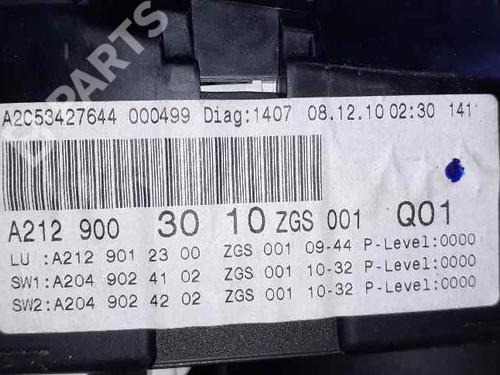 B PARTS
A2C53427644 000499 Diag:1407 08.12.10 02:30 141
A212 900 30 10 ZGS 001 Q01
LU :A212 901 23 00 ZGS 001 09-44 P-Level:0000
SW1:A204 902 41 02 ZGS 001 10-32 P-Level:0000
SW2:A204 902 42 02 ZGS 001 10-32 P-Level:0000